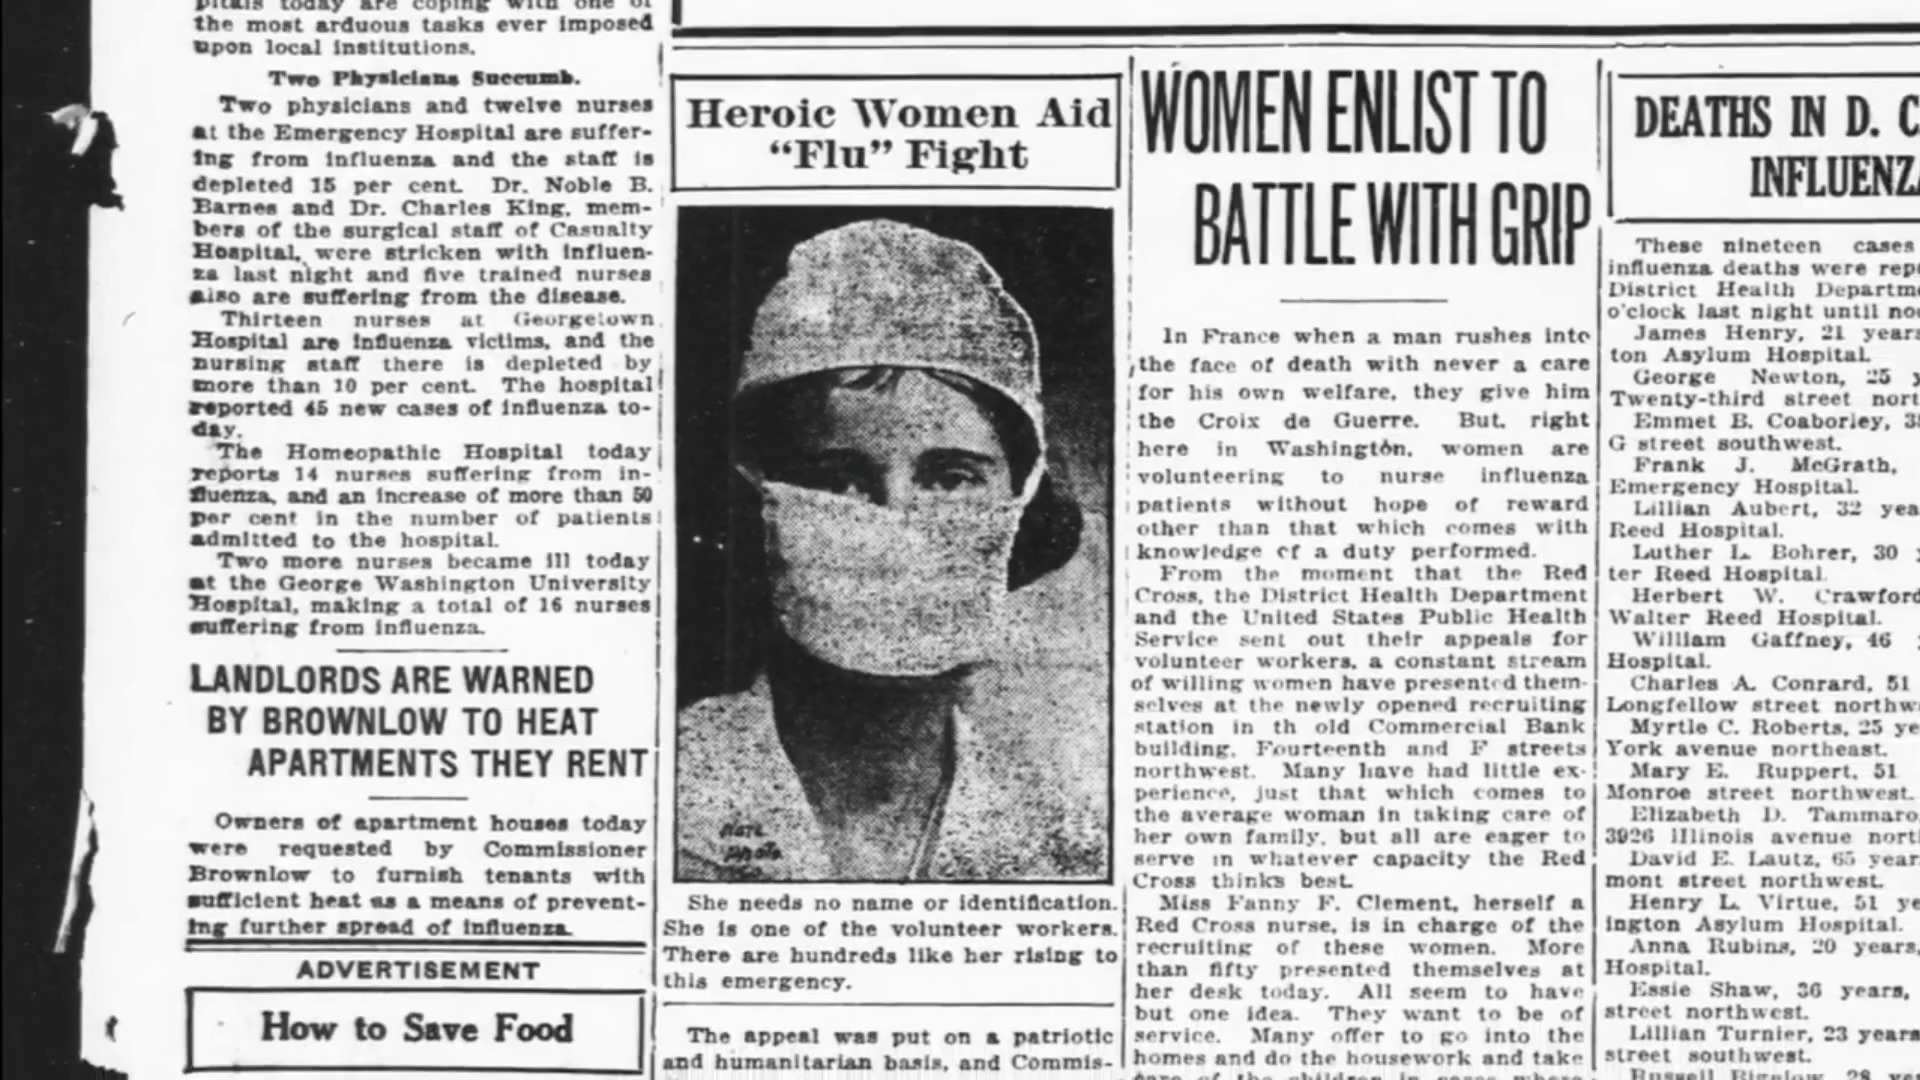 pitals today are coping with one of
the most arduous tasks ever imposed
upon local institutions.
Two Physicians Succumb.
Two physicians and twelve nurses
at the Emergency Hospital are suffer-
ing from influenza and the staff is
depleted 15 per cent. Dr. Noble B.
Barnes and Dr. Charles King, mem-
bers of the surgical staff of Casualty
Hospital, were stricken with influen-
za last night and five trained nurses
also are suffering from the disease.
Thirteen nurses at Georgetown
Hospital are influenza victims, and the
nursing staff there is depleted by
more than 10 per cent. The hospital
reported 45 new cases of influenza to-
day.
The Homeopathic Hospital today
reports 14 nurses suffering from in-
fluenza, and an increase of more than 50
per cent in the number of patients
admitted to the hospital.
Two more nurses became ill today
at the George Washington University
Hospital, making a total of 16 nurses
suffering from influenza.
LANDLORDS ARE WARNED
BY BROWNLOW TO HEAT
APARTMENTS THEY RENT
Owners of apartment houses today
were requested by Commissioner
Brownlow to furnish tenants with
sufficient heat as a means of prevent-
ing further spread of influenza.
ADVERTISEMENT
How to Save Food
Heroic Women Aid
“Flu” Fight
She needs no name or identification.
She is one of the volunteer workers.
There are hundreds like her rising to
this emergency.
The appeal was put on a patriotic
and humanitarian basis, and Commis-
WOMEN ENLIST TO
BATTLE WITH GRIP
In France when a man rushes into
the face of death with never a care
for his own welfare, they give him
the Croix de Guerre. But, right
here in Washington, women are
volunteering to nurse influenza
patients without hope of reward
other than that which comes with
knowledge of a duty performed.
From the moment that the Red
Cross, the District Health Department
and the United States Public Health
Service sent out their appeals for
volunteer workers, a constant stream
of willing women have presented them-
selves at the newly opened recruiting
station in th old Commercial Bank
building, Fourteenth and F streets
northwest. Many have had little ex-
perience, just that which comes to
the average woman in taking care of
her own family, but all are eager to
serve in whatever capacity the Red
Cross thinks best.
Miss Fanny F. Clement, herself a
Red Cross nurse, is in charge of the
recruiting of these women. More
than fifty presented themselves at
her desk today. All seem to have
but one idea. They want to be of
service. Many offer to go into the
homes and do the housework and take
care of the children in cases where
DEATHS IN D. C
INFLUENZA
These nineteen cases
influenza deaths were rep
District Health Departme
o'clock last night until noo
James Henry, 21 years
ton Asylum Hospital.
George Newton, 25 y
Twenty-third street nort
Emmet B. Coaborley, 3
G street southwest.
Frank J. McGrath,
Emergency Hospital.
Lillian Aubert, 32 yea
Reed Hospital.
Luther L. Bohrer, 30 y
ter Reed Hospital.
Herbert W. Crawford
Walter Reed Hospital.
William Gaffney, 46 y
Hospital.
Charles A. Conrard, 51
Longfellow street northw
Myrtle C. Roberts, 25 ye
York avenue northeast.
Mary E. Ruppert, 51
Monroe street northwest.
Elizabeth D. Tammaro
3926 Illinois avenue nort
David E. Lautz, 65 year
mont street northwest.
Henry L. Virtue, 51 ye
ington Asylum Hospital.
Anna Rubins, 20 years,
Hospital.
Essie Shaw, 36 years,
street northwest.
Lillian Turnier, 23 years
street southwest.
Russell Bigelow, 28 ye